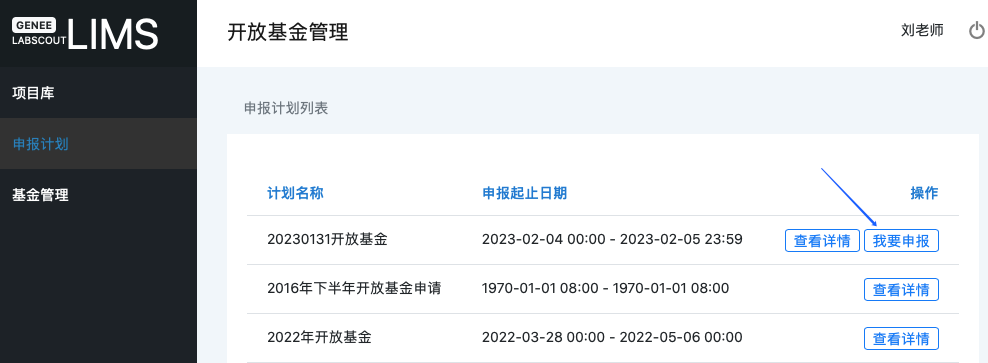 GENEE
LABSCOUT LIMS
开放基金管理
刘老师
项目库
申报计划
基金管理
申报计划列表
计划名称 申报起止日期 操作
20230131开放基金 2023-02-04 00:00 - 2023-02-05 23:59 查看详情 我要申报
2016年下半年开放基金申请 1970-01-01 08:00 - 1970-01-01 08:00 查看详情
2022年开放基金 2022-03-28 00:00 - 2022-05-06 00:00 查看详情